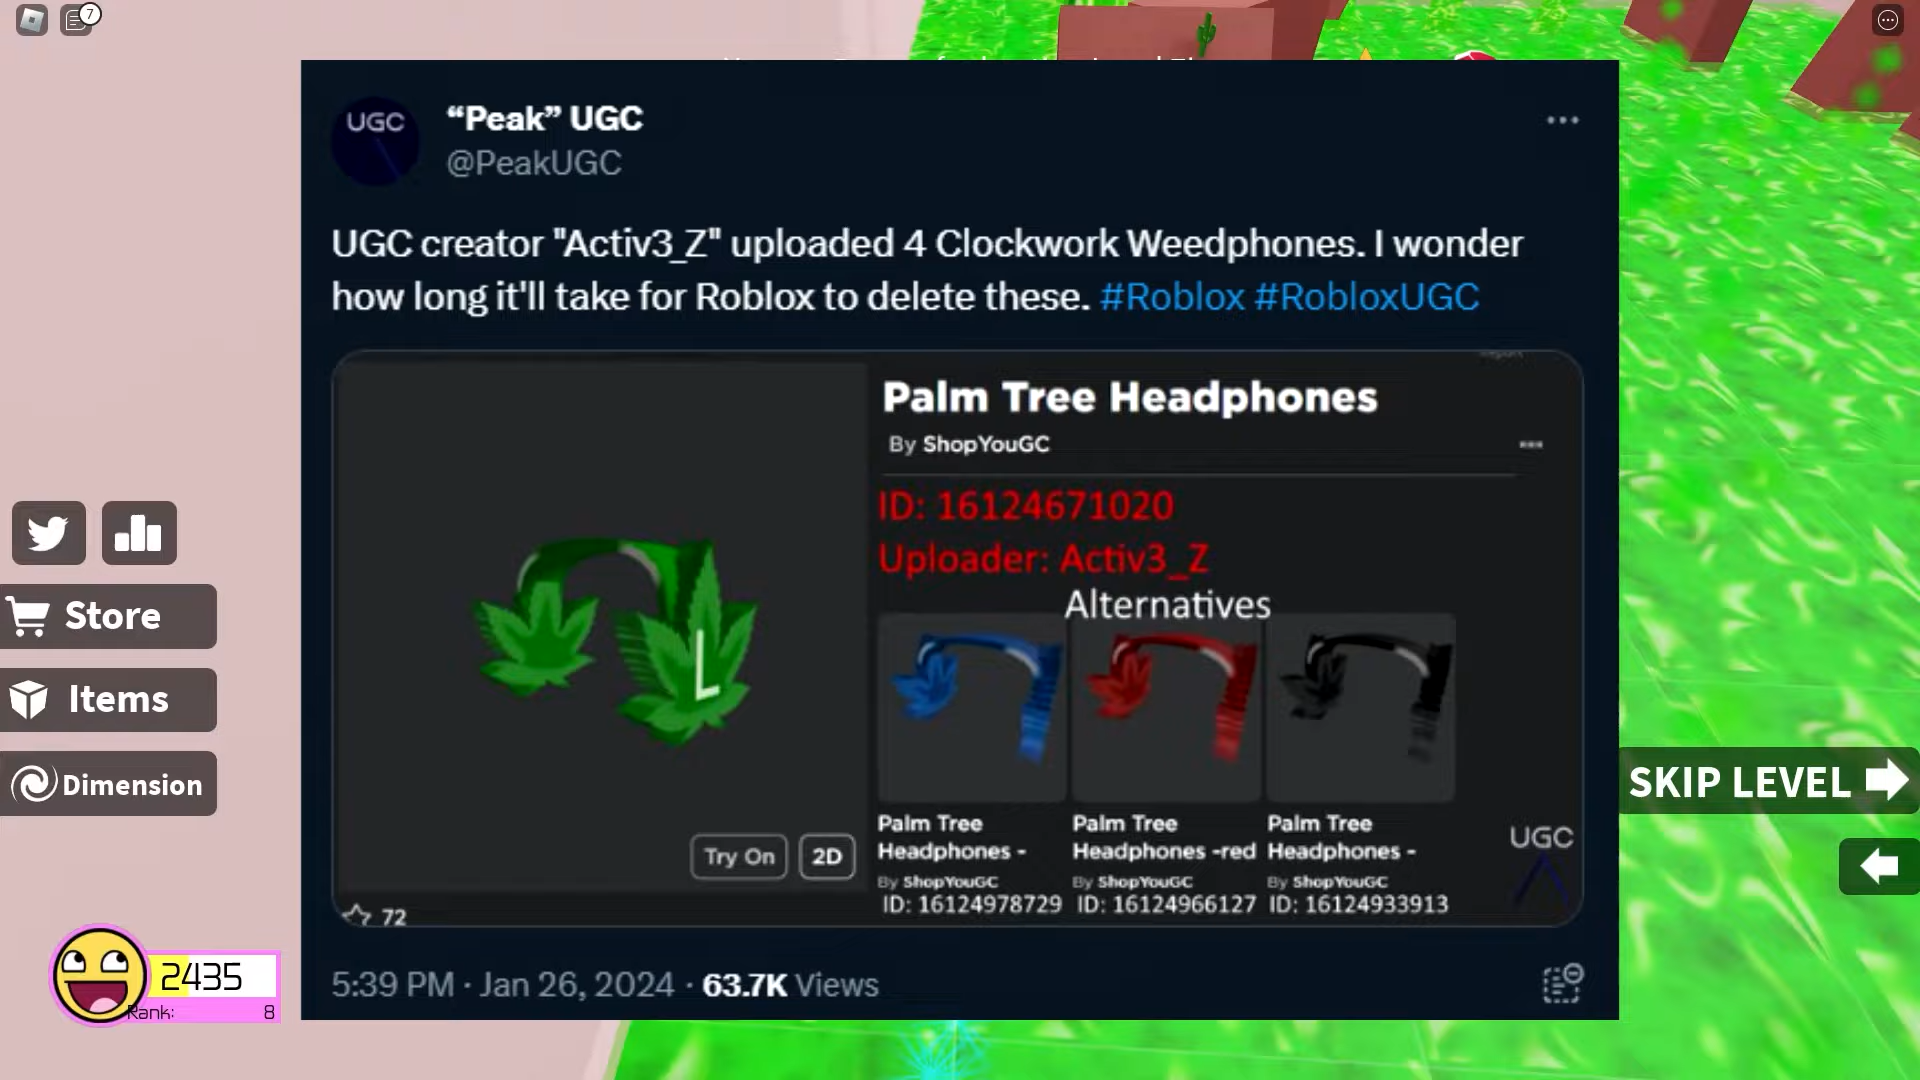 7
UGC
“Peak” UGC
@PeakUGC
UGC creator "Activ3_Z" uploaded 4 Clockwork Weedphones. I wonder
how long it'll take for Roblox to delete these. #Roblox #RobloxUGC
Palm Tree Headphones
By ShopYouGC
ID: 16124671020
Uploader: Activ3_Z
Alternatives
L
Try On
2D
72
Palm Tree
Headphones -
By ShopYouGC
ID: 16124978729
Palm Tree
Headphones -red
By ShopYouGC
ID: 16124966127
Palm Tree
Headphones -
By ShopYouGC
ID: 16124933913
UGC
5:39 PM · Jan 26, 2024 · 63.7K Views
Store
Items
Dimension
SKIP LEVEL
2435
Rank: 8